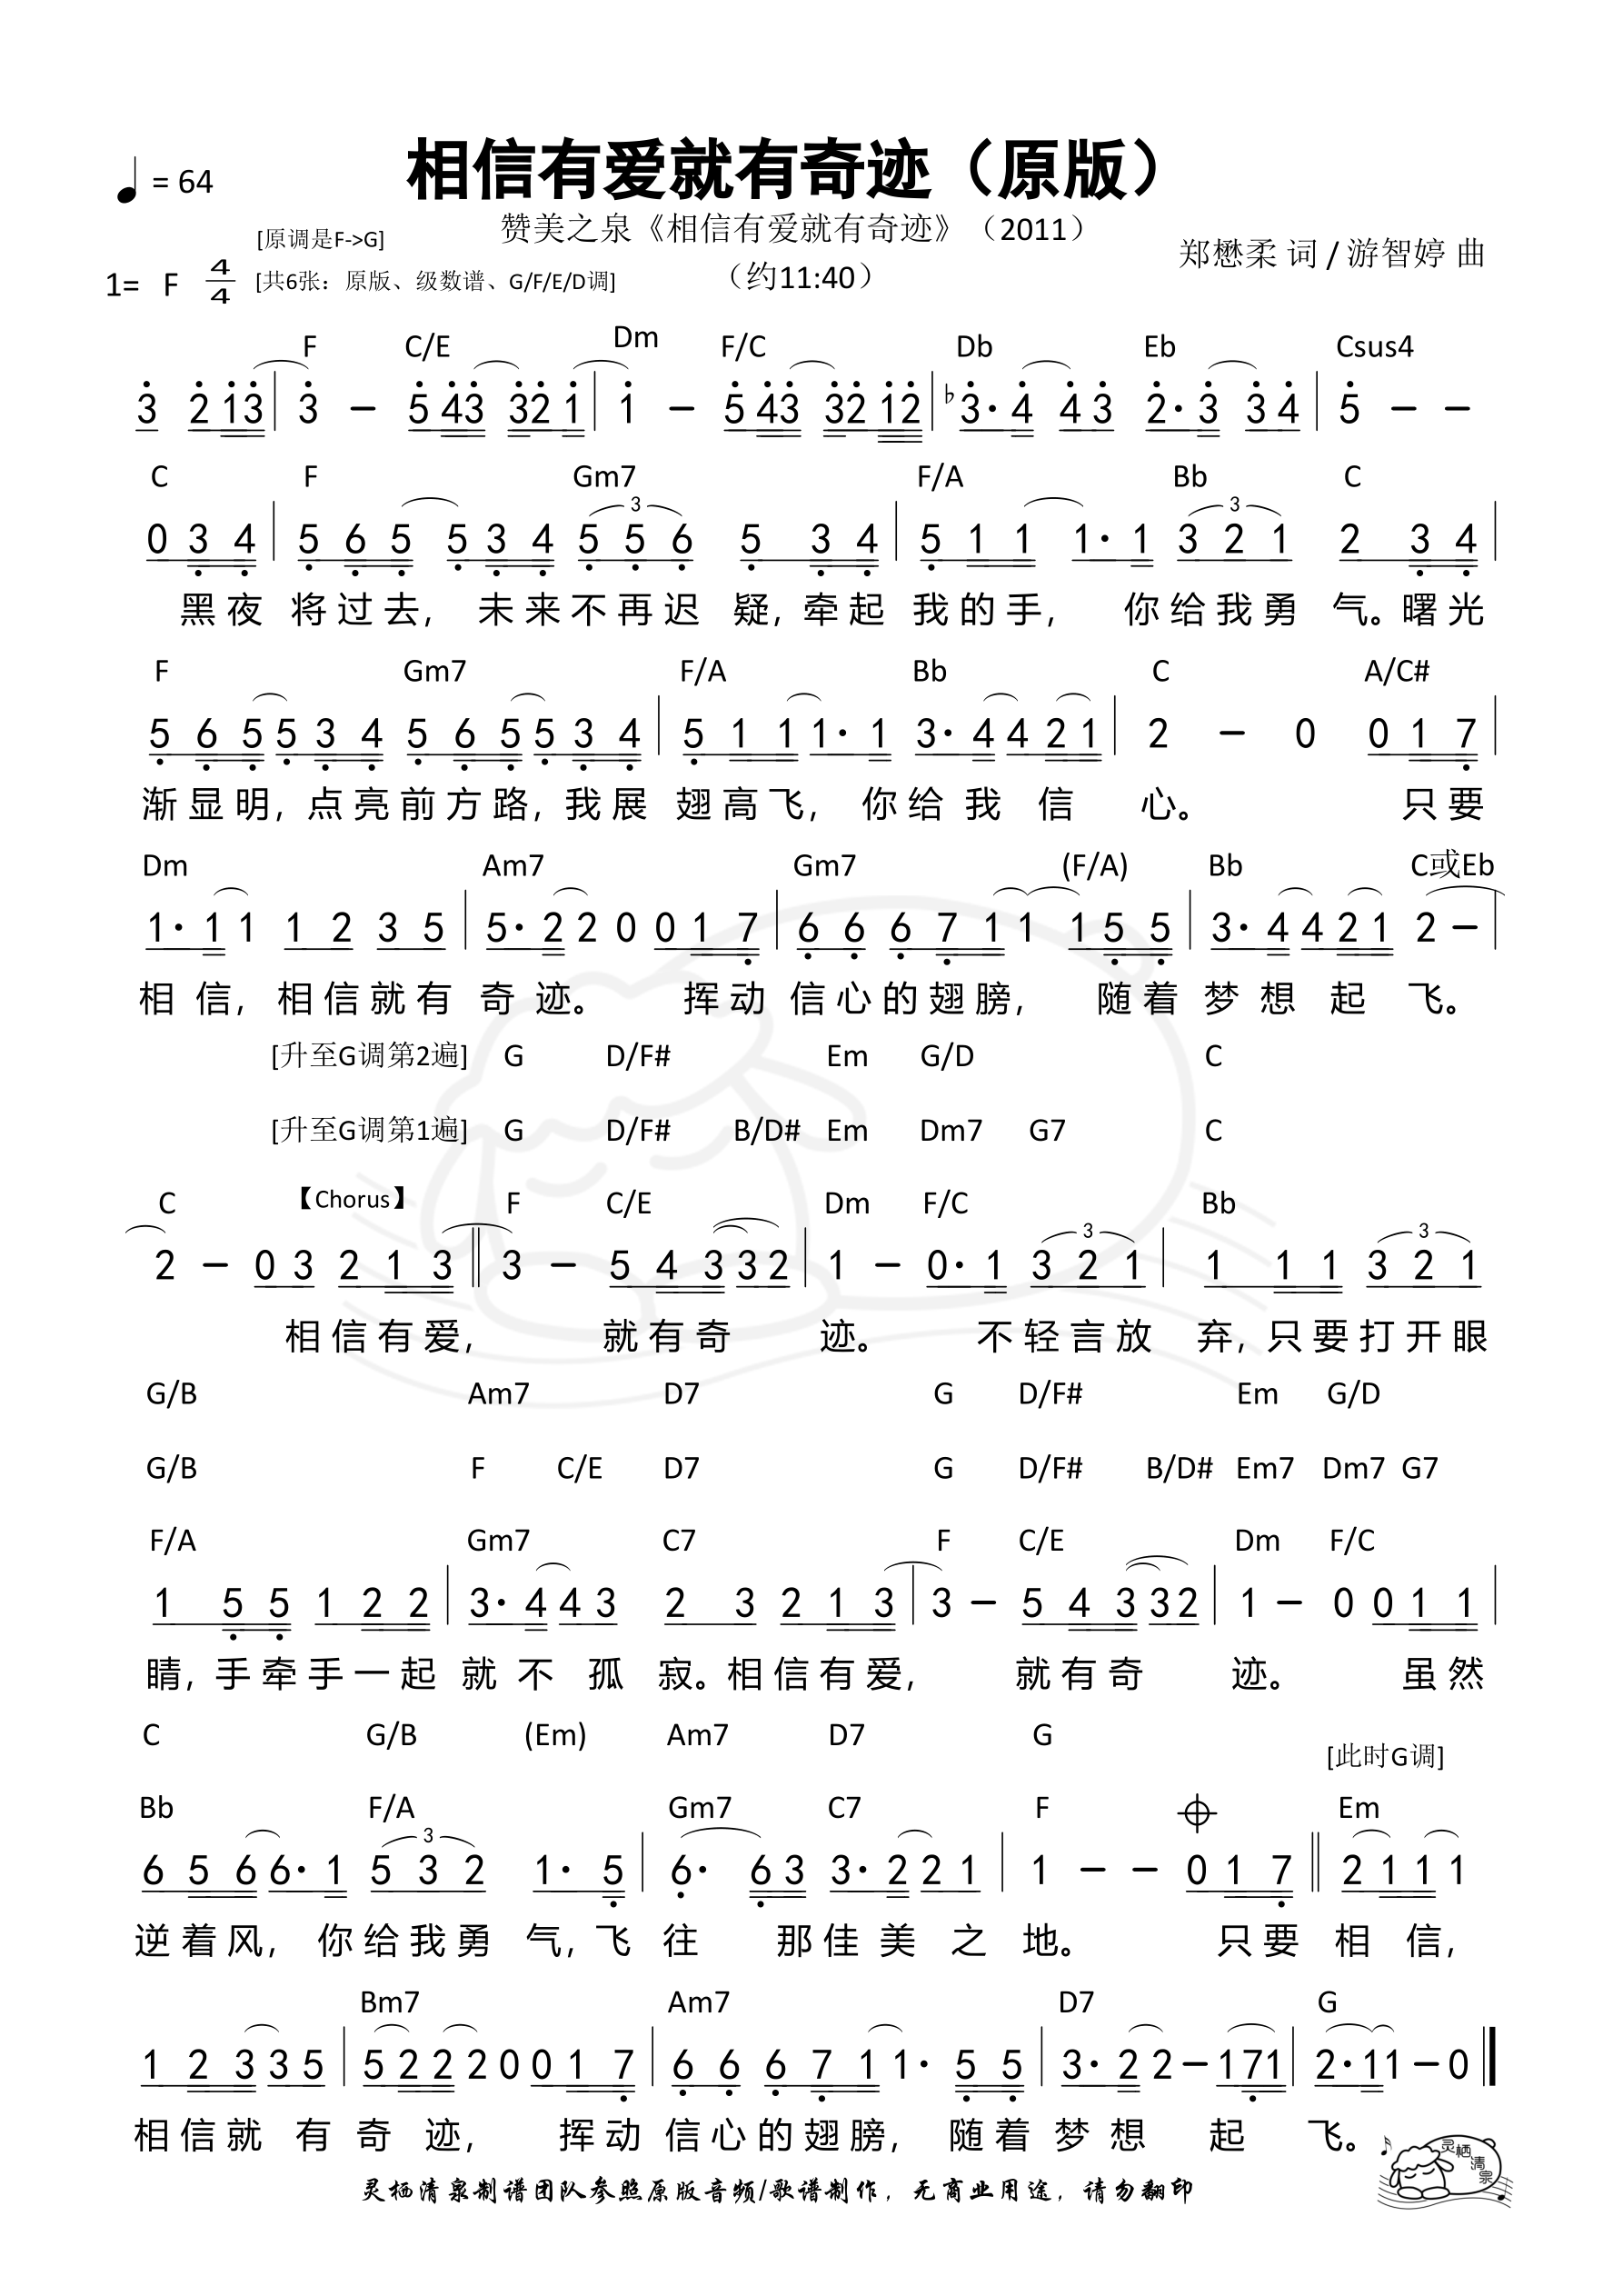 相信有爱就有奇迹（原版）
♩ = 64
赞美之泉《相信有爱就有奇迹》（2011）
[原调是F->G]
郑懋柔 词 / 游智婷 曲
1= F 4/4 [共6张：原版、级数谱、G/F/E/D调] （约11:40）
F C/E Dm F/C Db Eb Csus4
3 2 1 3 | 3 – 5 4 3 3 2 1 | 1 – 5 4 3 3 2 1 2 | ♭3· 4 4 3 2· 3 3 4 | 5 – –
C F Gm7 F/A Bb C
0 3 4 | 5 6 5 5 3 4 5 5 6 5 3 4 | 5 1 1 1· 1 3 2 1 2 3 4 |
黑夜 将过去, 未来不再迟 疑, 牵起 我的手, 你给我勇 气。曙光
F Gm7 F/A Bb C A/C#
5 6 5 5 3 4 5 6 5 5 3 4 | 5 1 1 1· 1 3· 4 4 2 1 | 2 – 0 0 1 7 |
渐显明, 点亮前方路, 我展 翅高飞, 你给我 信 心。 只要
Dm Am7 Gm7 (F/A) Bb C或Eb
1· 1 1 1 2 3 5 | 5· 2 2 0 0 1 7 | 6 6 6 7 1 1 1 5 5 | 3· 4 4 2 1 2 – |
相 信, 相信就有 奇 迹。 挥动 信心的翅膀, 随着 梦 想 起 飞。
[升至G调第2遍] G D/F# Em G/D C
[升至G调第1遍] G D/F# B/D# Em Dm7 G7 C
C 【Chorus】 F C/E Dm F/C Bb
2 – 0 3 2 1 3 || 3 – 5 4 3 3 2 | 1 – 0· 1 3 2 1 | 1 1 1 3 2 1
相信有爱, 就有奇 迹。 不轻言放 弃, 只要打开眼
G/B Am7 D7 G D/F# Em G/D
G/B F C/E D7 G D/F# B/D# Em7 Dm7 G7
F/A Gm7 C7 F C/E Dm F/C
1 5 5 1 2 2 | 3· 4 4 3 2 3 2 1 3 | 3 – 5 4 3 3 2 | 1 – 0 0 1 1 |
睛, 手牵手一起 就 不 孤 寂。相信有爱, 就有奇 迹。 虽然
C G/B (Em) Am7 D7 G
[此时G调]
Bb F/A Gm7 C7 F Em
6 5 6 6· 1 5 3 2 1· 5 | 6· 6 3 3· 2 2 1 | 1 – – 0 1 7 || 2 1 1 1
逆着风, 你给我勇 气, 飞 往 那佳美 之 地。 只要 相 信,
Bm7 Am7 D7 G
1 2 3 3 5 | 5 2 2 2 0 0 1 7 | 6 6 6 7 1 1· 5 5 | 3· 2 2 – 1 7 1 | 2· 1 1 – 0
相信就 有 奇 迹, 挥动 信心的翅膀, 随着 梦 想 起 飞。
灵栖清泉
灵栖清泉制谱团队参照原版音频/歌谱制作，无商业用途，请勿翻印